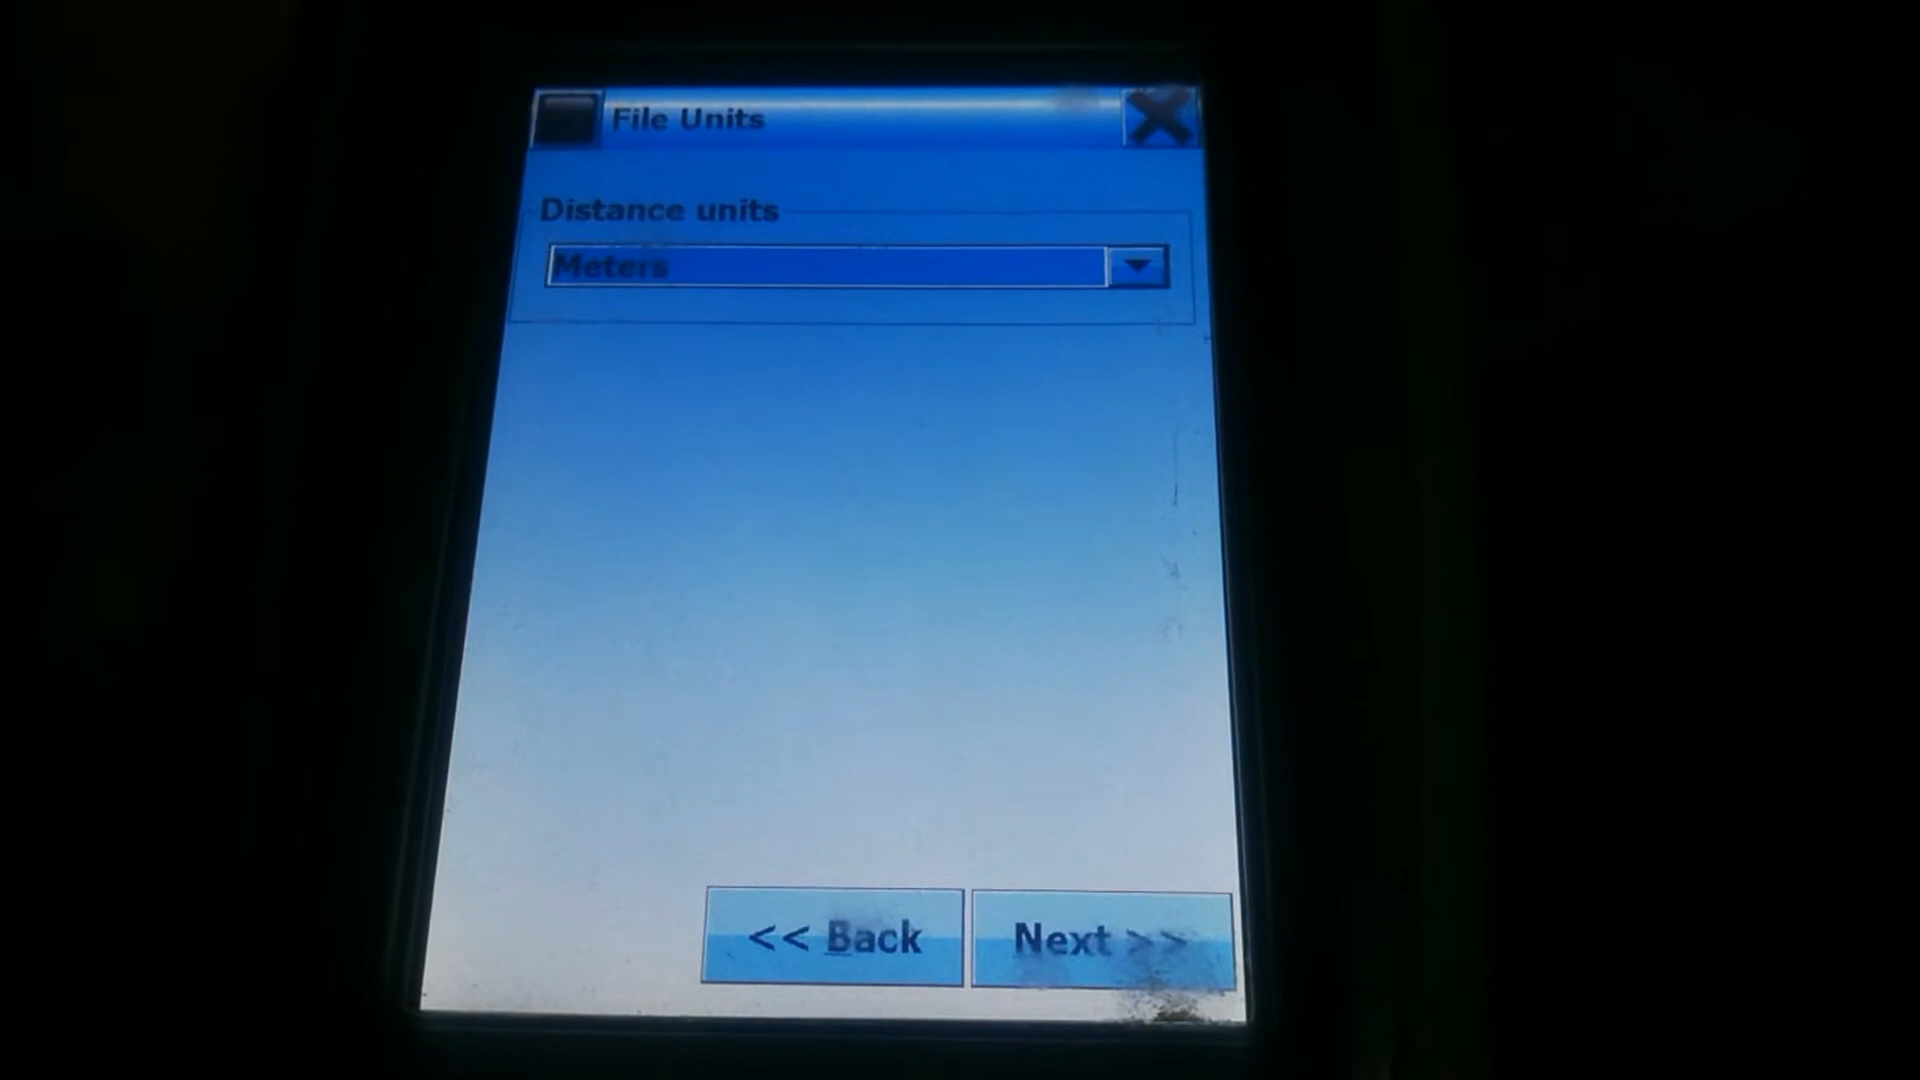 File Units
Distance units
Meters
<< Back
Next >>